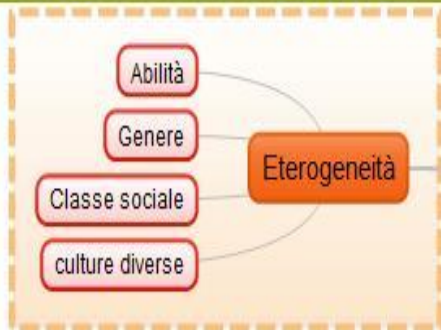 Abilità
Genere
Eterogeneità
Classe sociale
culture diverse